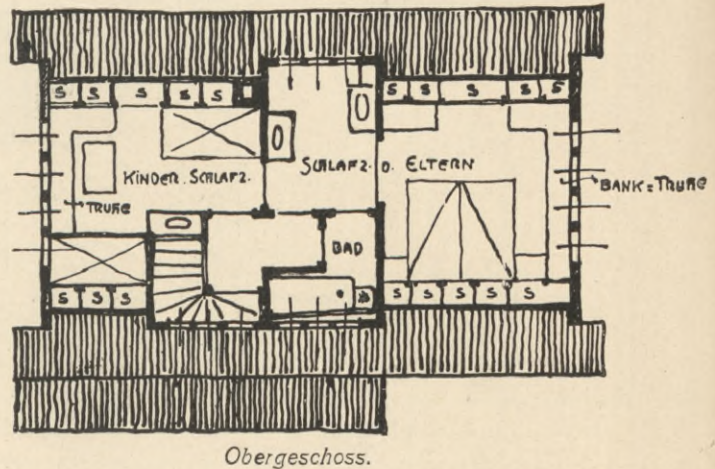 S S S S S
S S S S S
KINDER. SCHLAFZ.
SCHLAFZ. D. ELTERN
TRUHE
BANK=TRUHE
BAD
S S S
S S S S S
Obergeschoss.